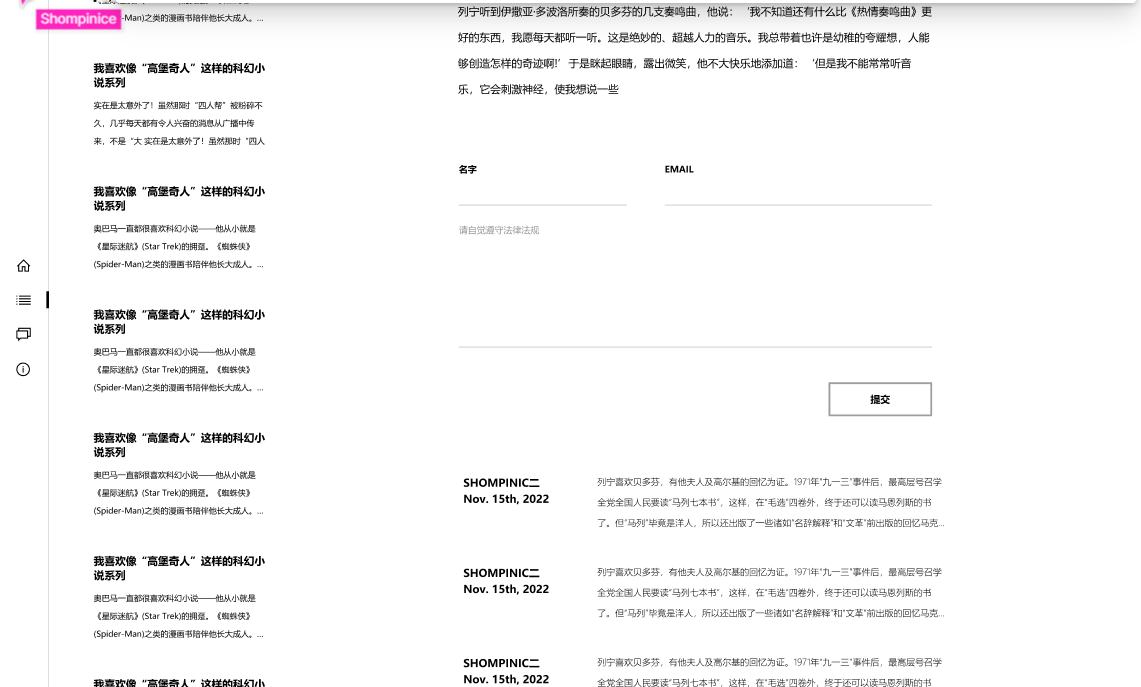 Shompinice
-Man)之类的漫画书陪伴他长大成人。...
我喜欢像“高堡奇人”这样的科幻小
说系列
实在是太意外了！虽然那时“四人帮”被粉碎不
久，几乎每天都有令人兴奋的消息从广播中传
来，不是“大 实在是太意外了！虽然那时“四人
我喜欢像“高堡奇人”这样的科幻小
说系列
奥巴马一直都很喜欢科幻小说——他从小就是
《星际迷航》(Star Trek)的拥趸。《蜘蛛侠》
(Spider-Man)之类的漫画书陪伴他长大成人。...
我喜欢像“高堡奇人”这样的科幻小
说系列
奥巴马一直都很喜欢科幻小说——他从小就是
《星际迷航》(Star Trek)的拥趸。《蜘蛛侠》
(Spider-Man)之类的漫画书陪伴他长大成人。...
我喜欢像“高堡奇人”这样的科幻小
说系列
奥巴马一直都很喜欢科幻小说——他从小就是
《星际迷航》(Star Trek)的拥趸。《蜘蛛侠》
(Spider-Man)之类的漫画书陪伴他长大成人。...
我喜欢像“高堡奇人”这样的科幻小
说系列
奥巴马一直都很喜欢科幻小说——他从小就是
《星际迷航》(Star Trek)的拥趸。《蜘蛛侠》
(Spider-Man)之类的漫画书陪伴他长大成人。...
我喜欢像“高堡奇人”这样的科幻小
列宁听到伊撒亚·多波洛所奏的贝多芬的几支奏鸣曲，他说：‘我不知道还有什么比《热情奏鸣曲》更
好的东西，我愿每天都听一听。这是绝妙的、超越人力的音乐。我总带着也许是幼稚的夸耀想，人能
够创造怎样的奇迹啊!’于是眯起眼睛，露出微笑，他不大快乐地添加道：‘但是我不能常常听音
乐，它会刺激神经，使我想说一些
名字
EMAIL
请自觉遵守法律法规
提交
SHOMPINIC二
Nov. 15th, 2022
列宁喜欢贝多芬，有他夫人及高尔基的回忆为证。1971年“九一三”事件后，最高层号召学
全党全国人民要读“马列七本书”，这样，在“毛选”四卷外，终于还可以读马恩列斯的书
了。但“马列”毕竟是洋人，所以还出版了一些诸如“名辞解释”和“文革”前出版的回忆马克...
SHOMPINIC二
Nov. 15th, 2022
列宁喜欢贝多芬，有他夫人及高尔基的回忆为证。1971年“九一三”事件后，最高层号召学
全党全国人民要读“马列七本书”，这样，在“毛选”四卷外，终于还可以读马恩列斯的书
了。但“马列”毕竟是洋人，所以还出版了一些诸如“名辞解释”和“文革”前出版的回忆马克...
SHOMPINIC二
Nov. 15th, 2022
列宁喜欢贝多芬，有他夫人及高尔基的回忆为证。1971年“九一三”事件后，最高层号召学
全党全国人民要读“马列七本书”，这样，在“毛选”四卷外，终于还可以读马恩列斯的书